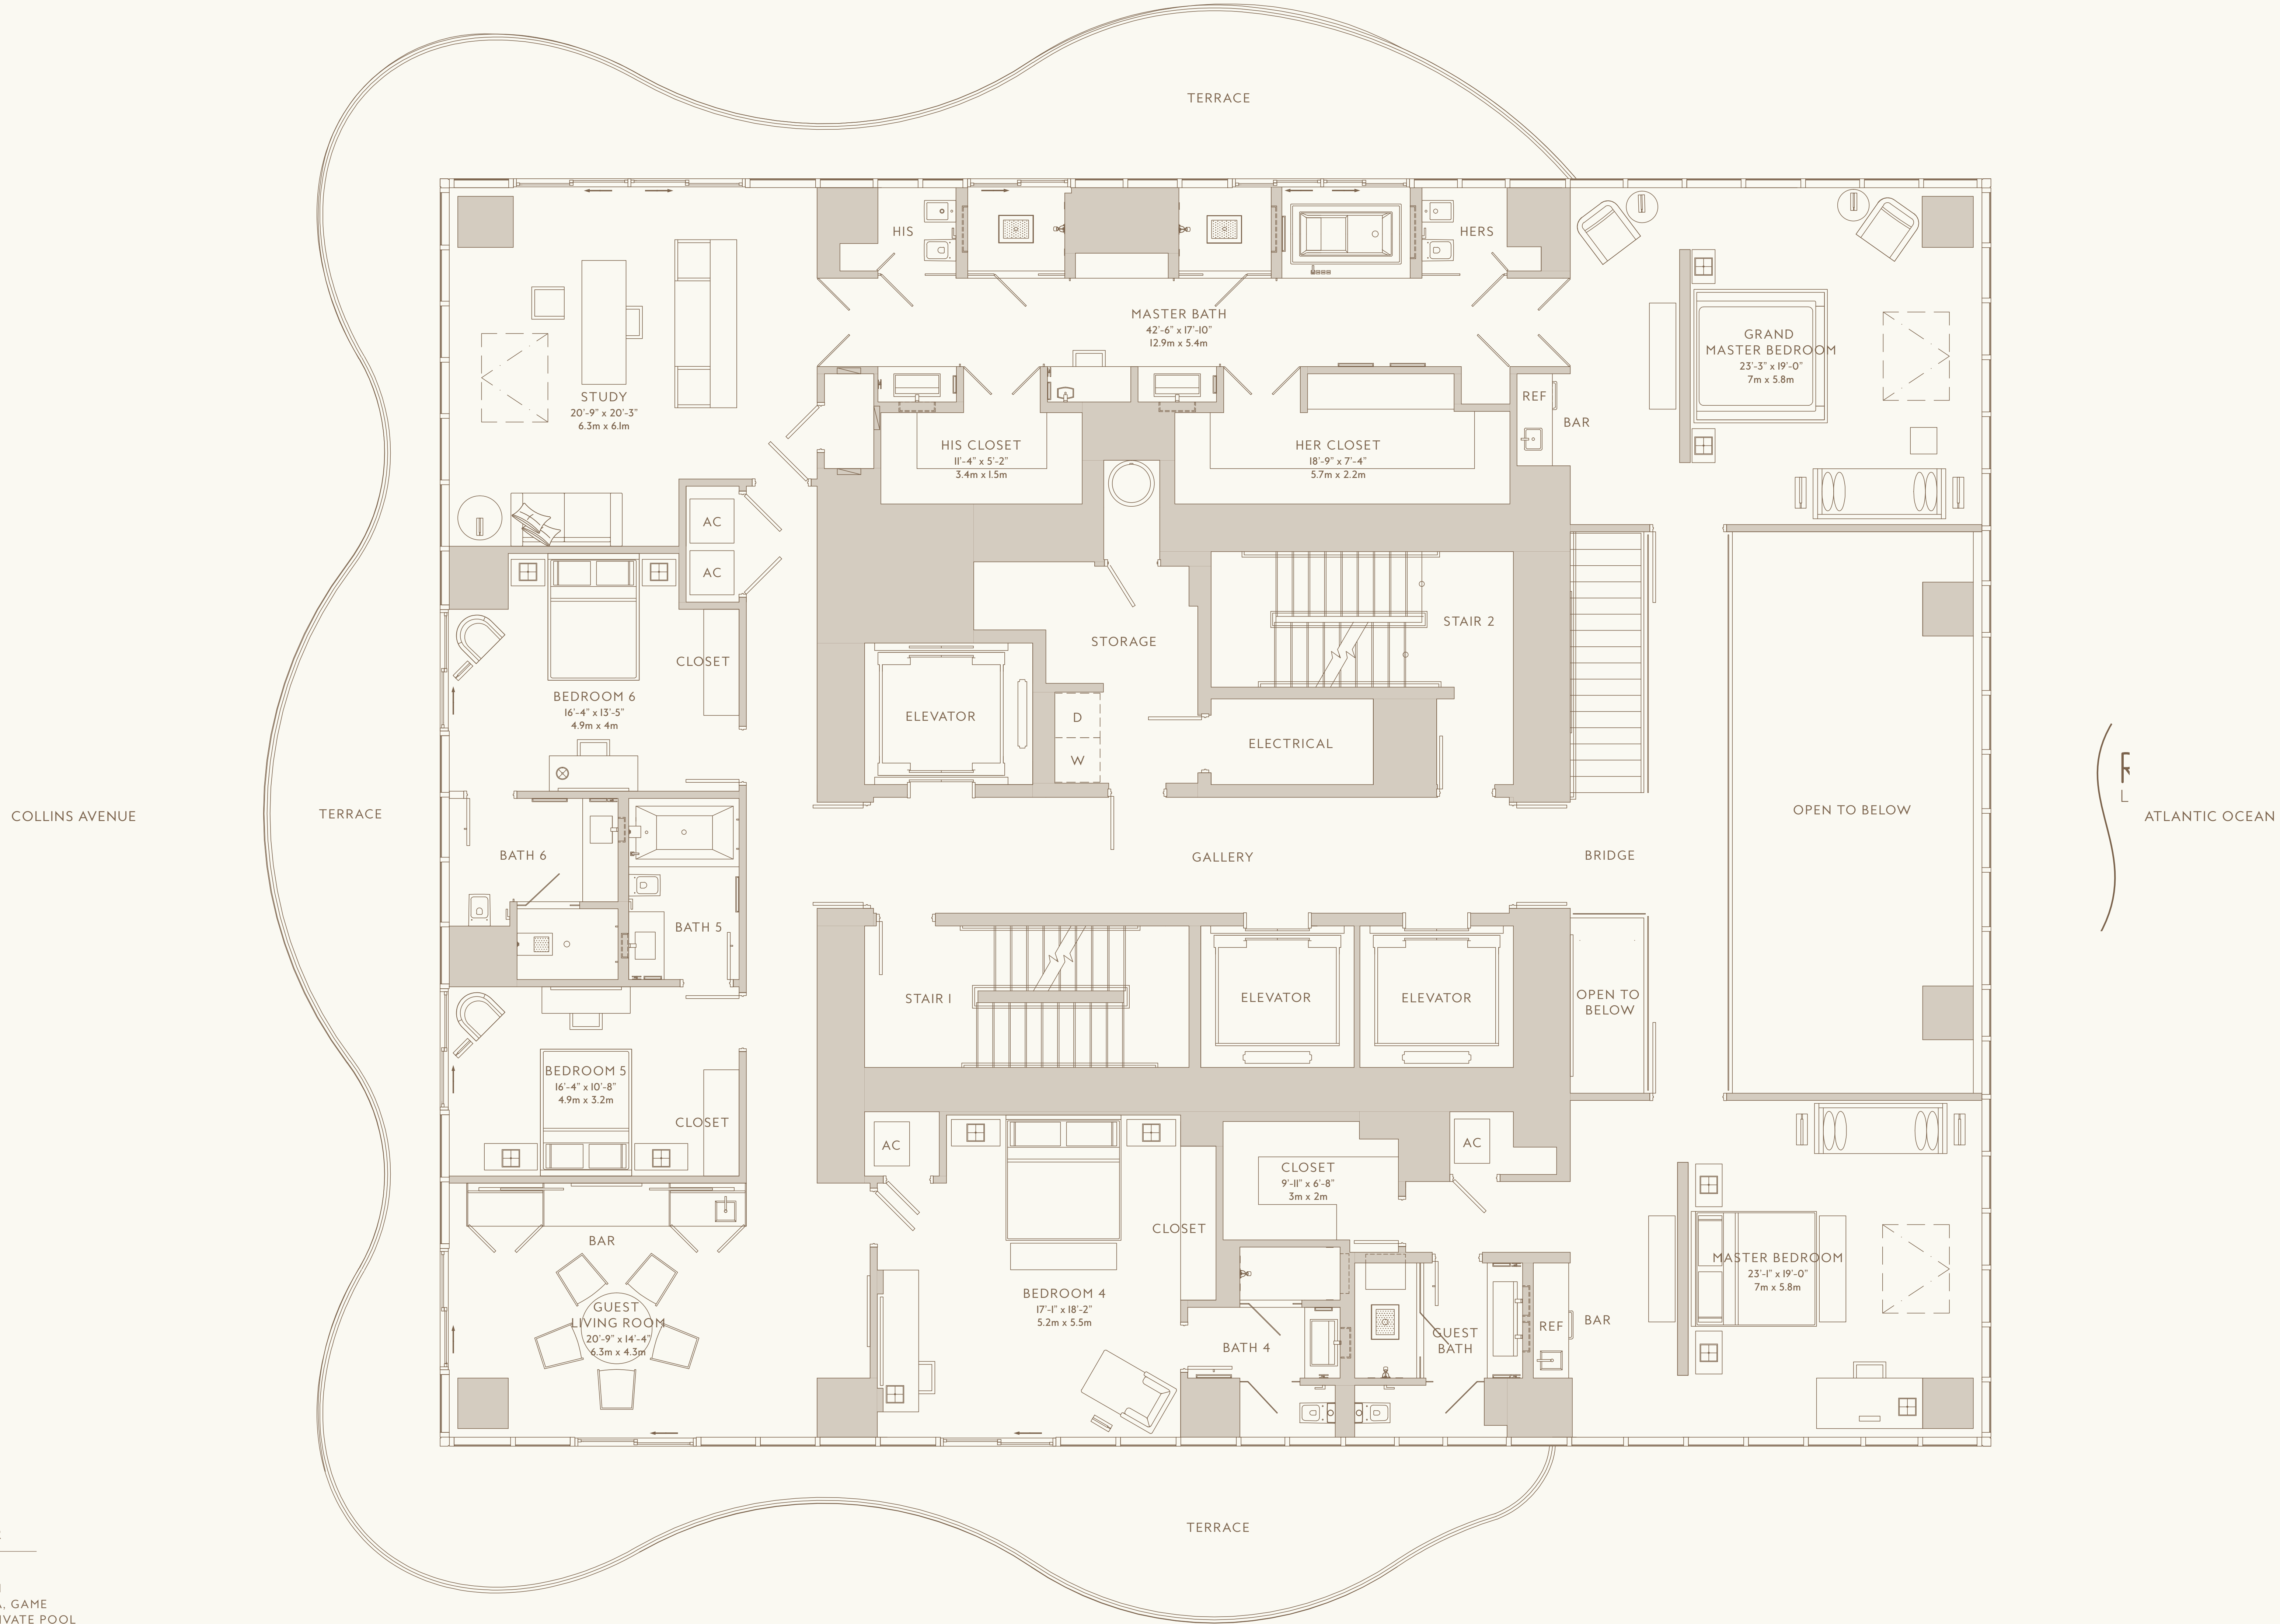 TERRACE
HIS
HERS
MASTER BATH
42'-6" x 17'-10"
12.9m x 5.4m
GRAND
MASTER BEDROOM
23'-3" x 19'-0"
7m x 5.8m
STUDY
20'-9" x 20'-3"
6.3m x 6.1m
REF
BAR
HIS CLOSET
11'-4" x 5'-2"
3.4m x 1.5m
HER CLOSET
18'-9" x 7'-4"
5.7m x 2.2m
AC
AC
STORAGE
STAIR 2
CLOSET
BEDROOM 6
16'-4" x 13'-5"
4.9m x 4m
ELEVATOR
D
W
ELECTRICAL
COLLINS AVENUE
TERRACE
OPEN TO BELOW
ATLANTIC OCEAN
BATH 6
GALLERY
BRIDGE
BATH 5
STAIR 1
ELEVATOR
ELEVATOR
OPEN TO
BELOW
BEDROOM 5
16'-4" x 10'-8"
4.9m x 3.2m
CLOSET
AC
AC
CLOSET
9'-11" x 6'-8"
3m x 2m
CLOSET
BAR
MASTER BEDROOM
23'-1" x 19'-0"
7m x 5.8m
BEDROOM 4
17'-1" x 18'-2"
5.2m x 5.5m
GUEST
LIVING ROOM
20'-9" x 14'-4"
6.3m x 4.3m
BATH 4
GUEST
BATH
REF
BAR
TERRACE
GAME
POOL